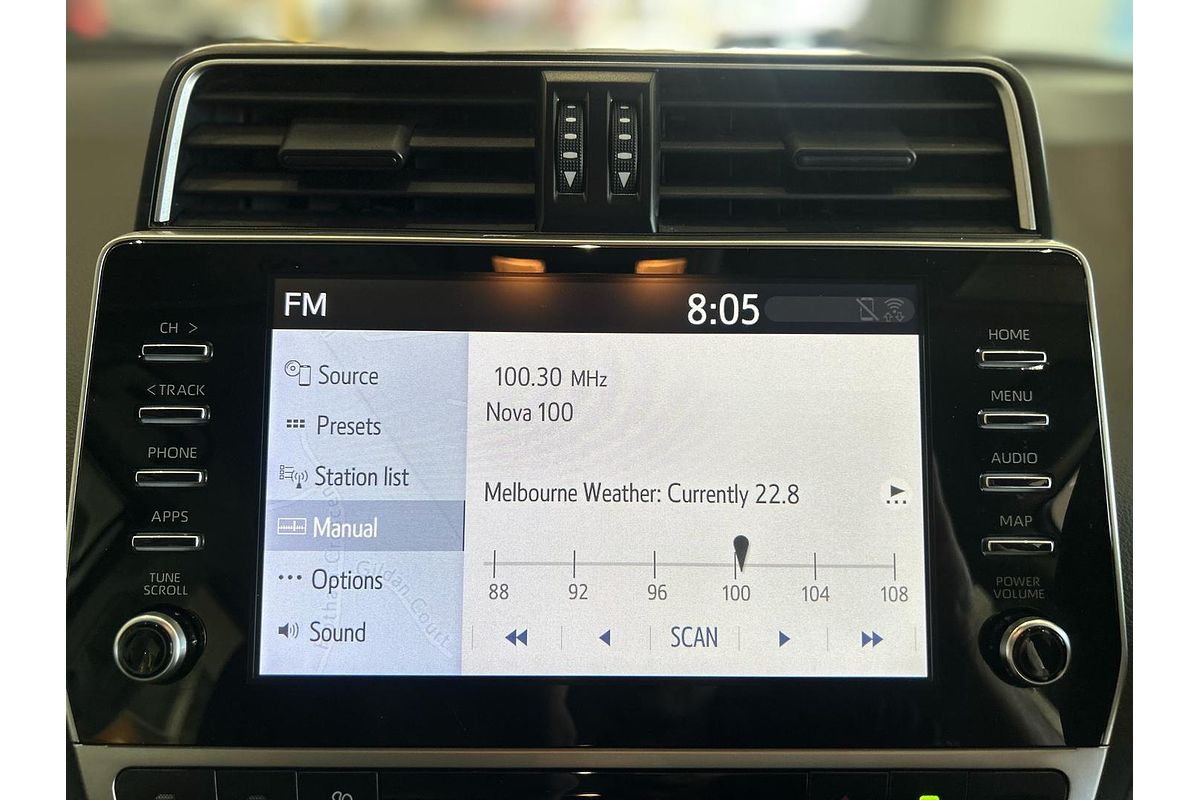 FM
8:05
CH >
<TRACK
PHONE
APPS
TUNE
SCROLL
Source
Presets
Station list
Manual
Options
Sound
Gildan Court
100.30 MHz
Nova 100
Melbourne Weather: Currently 22.8
88 92 96 100 104 108
SCAN
HOME
MENU
AUDIO
MAP
POWER
VOLUME